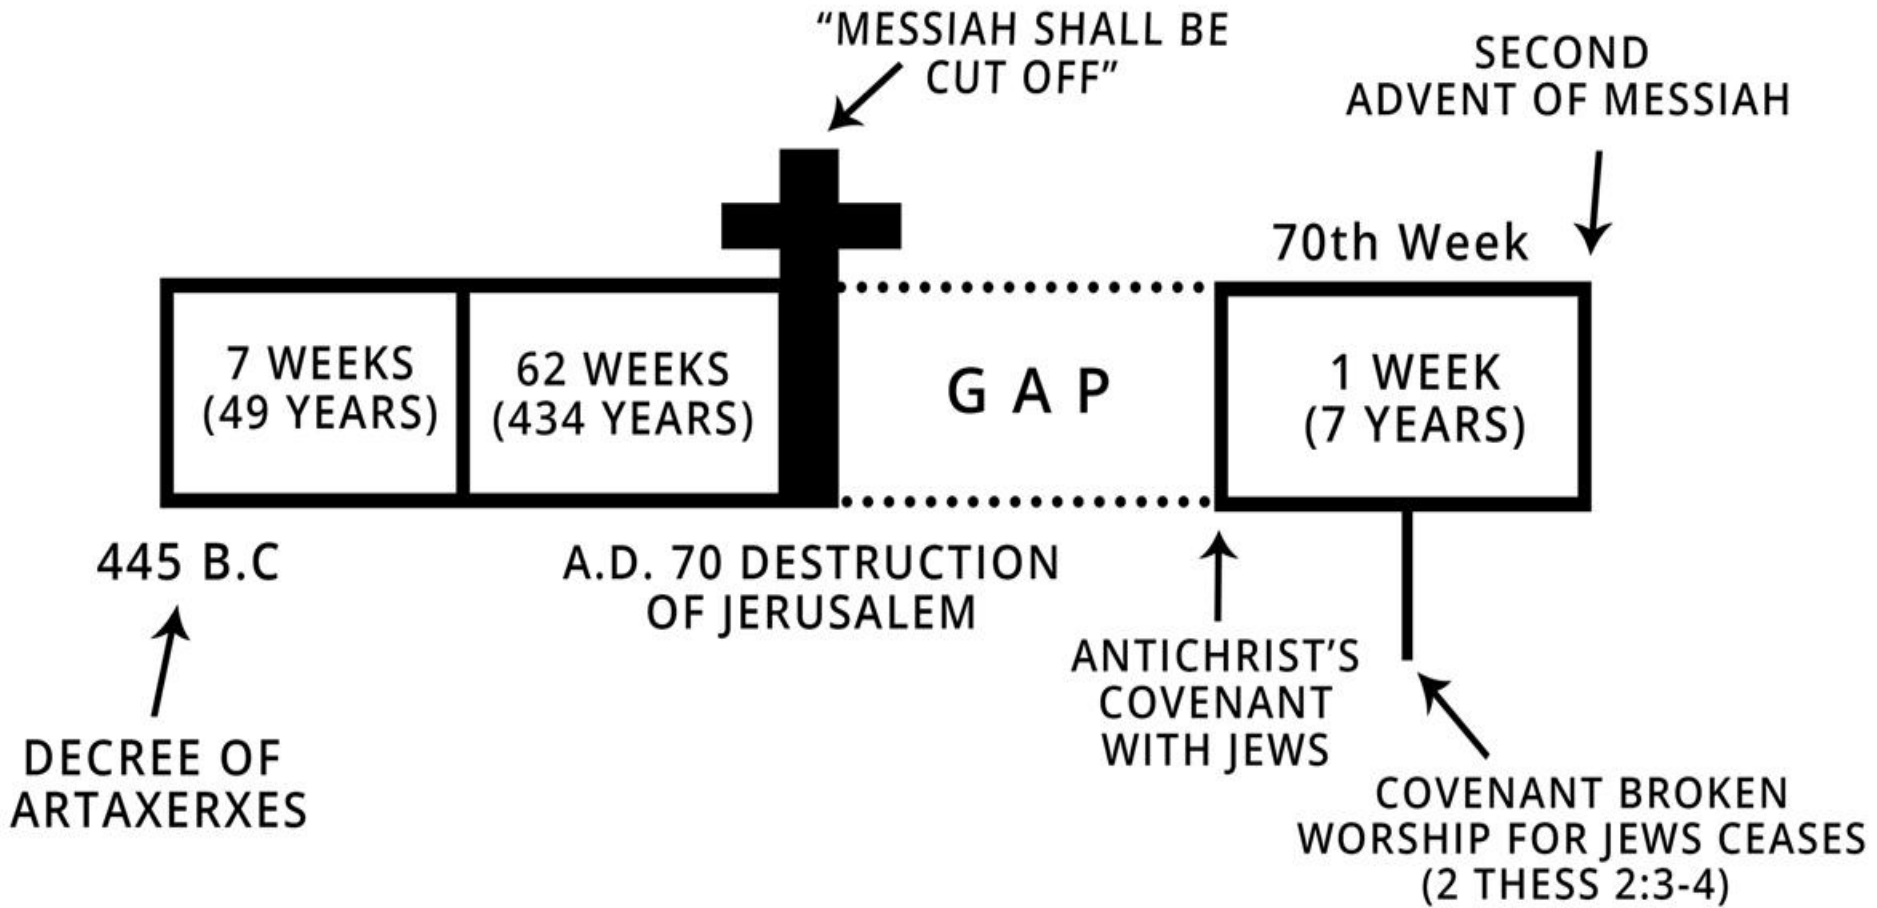 “MESSIAH SHALL BE
CUT OFF”
SECOND
ADVENT OF MESSIAH
70th Week
7 WEEKS
(49 YEARS)
62 WEEKS
(434 YEARS)
GAP
1 WEEK
(7 YEARS)
445 B.C
A.D. 70 DESTRUCTION
OF JERUSALEM
DECREE OF
ARTAXERXES
ANTICHRIST’S
COVENANT
WITH JEWS
COVENANT BROKEN
WORSHIP FOR JEWS CEASES
(2 THESS 2:3-4)